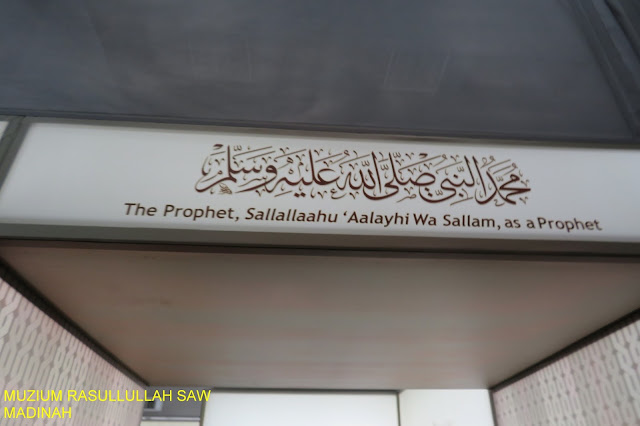 محمد النبي صلى الله عليه وسلم
The Prophet, Sallallaahu ‘Aalayhi Wa Sallam, as a Prophet
MUZIUM RASULLULLAH SAW
MADINAH